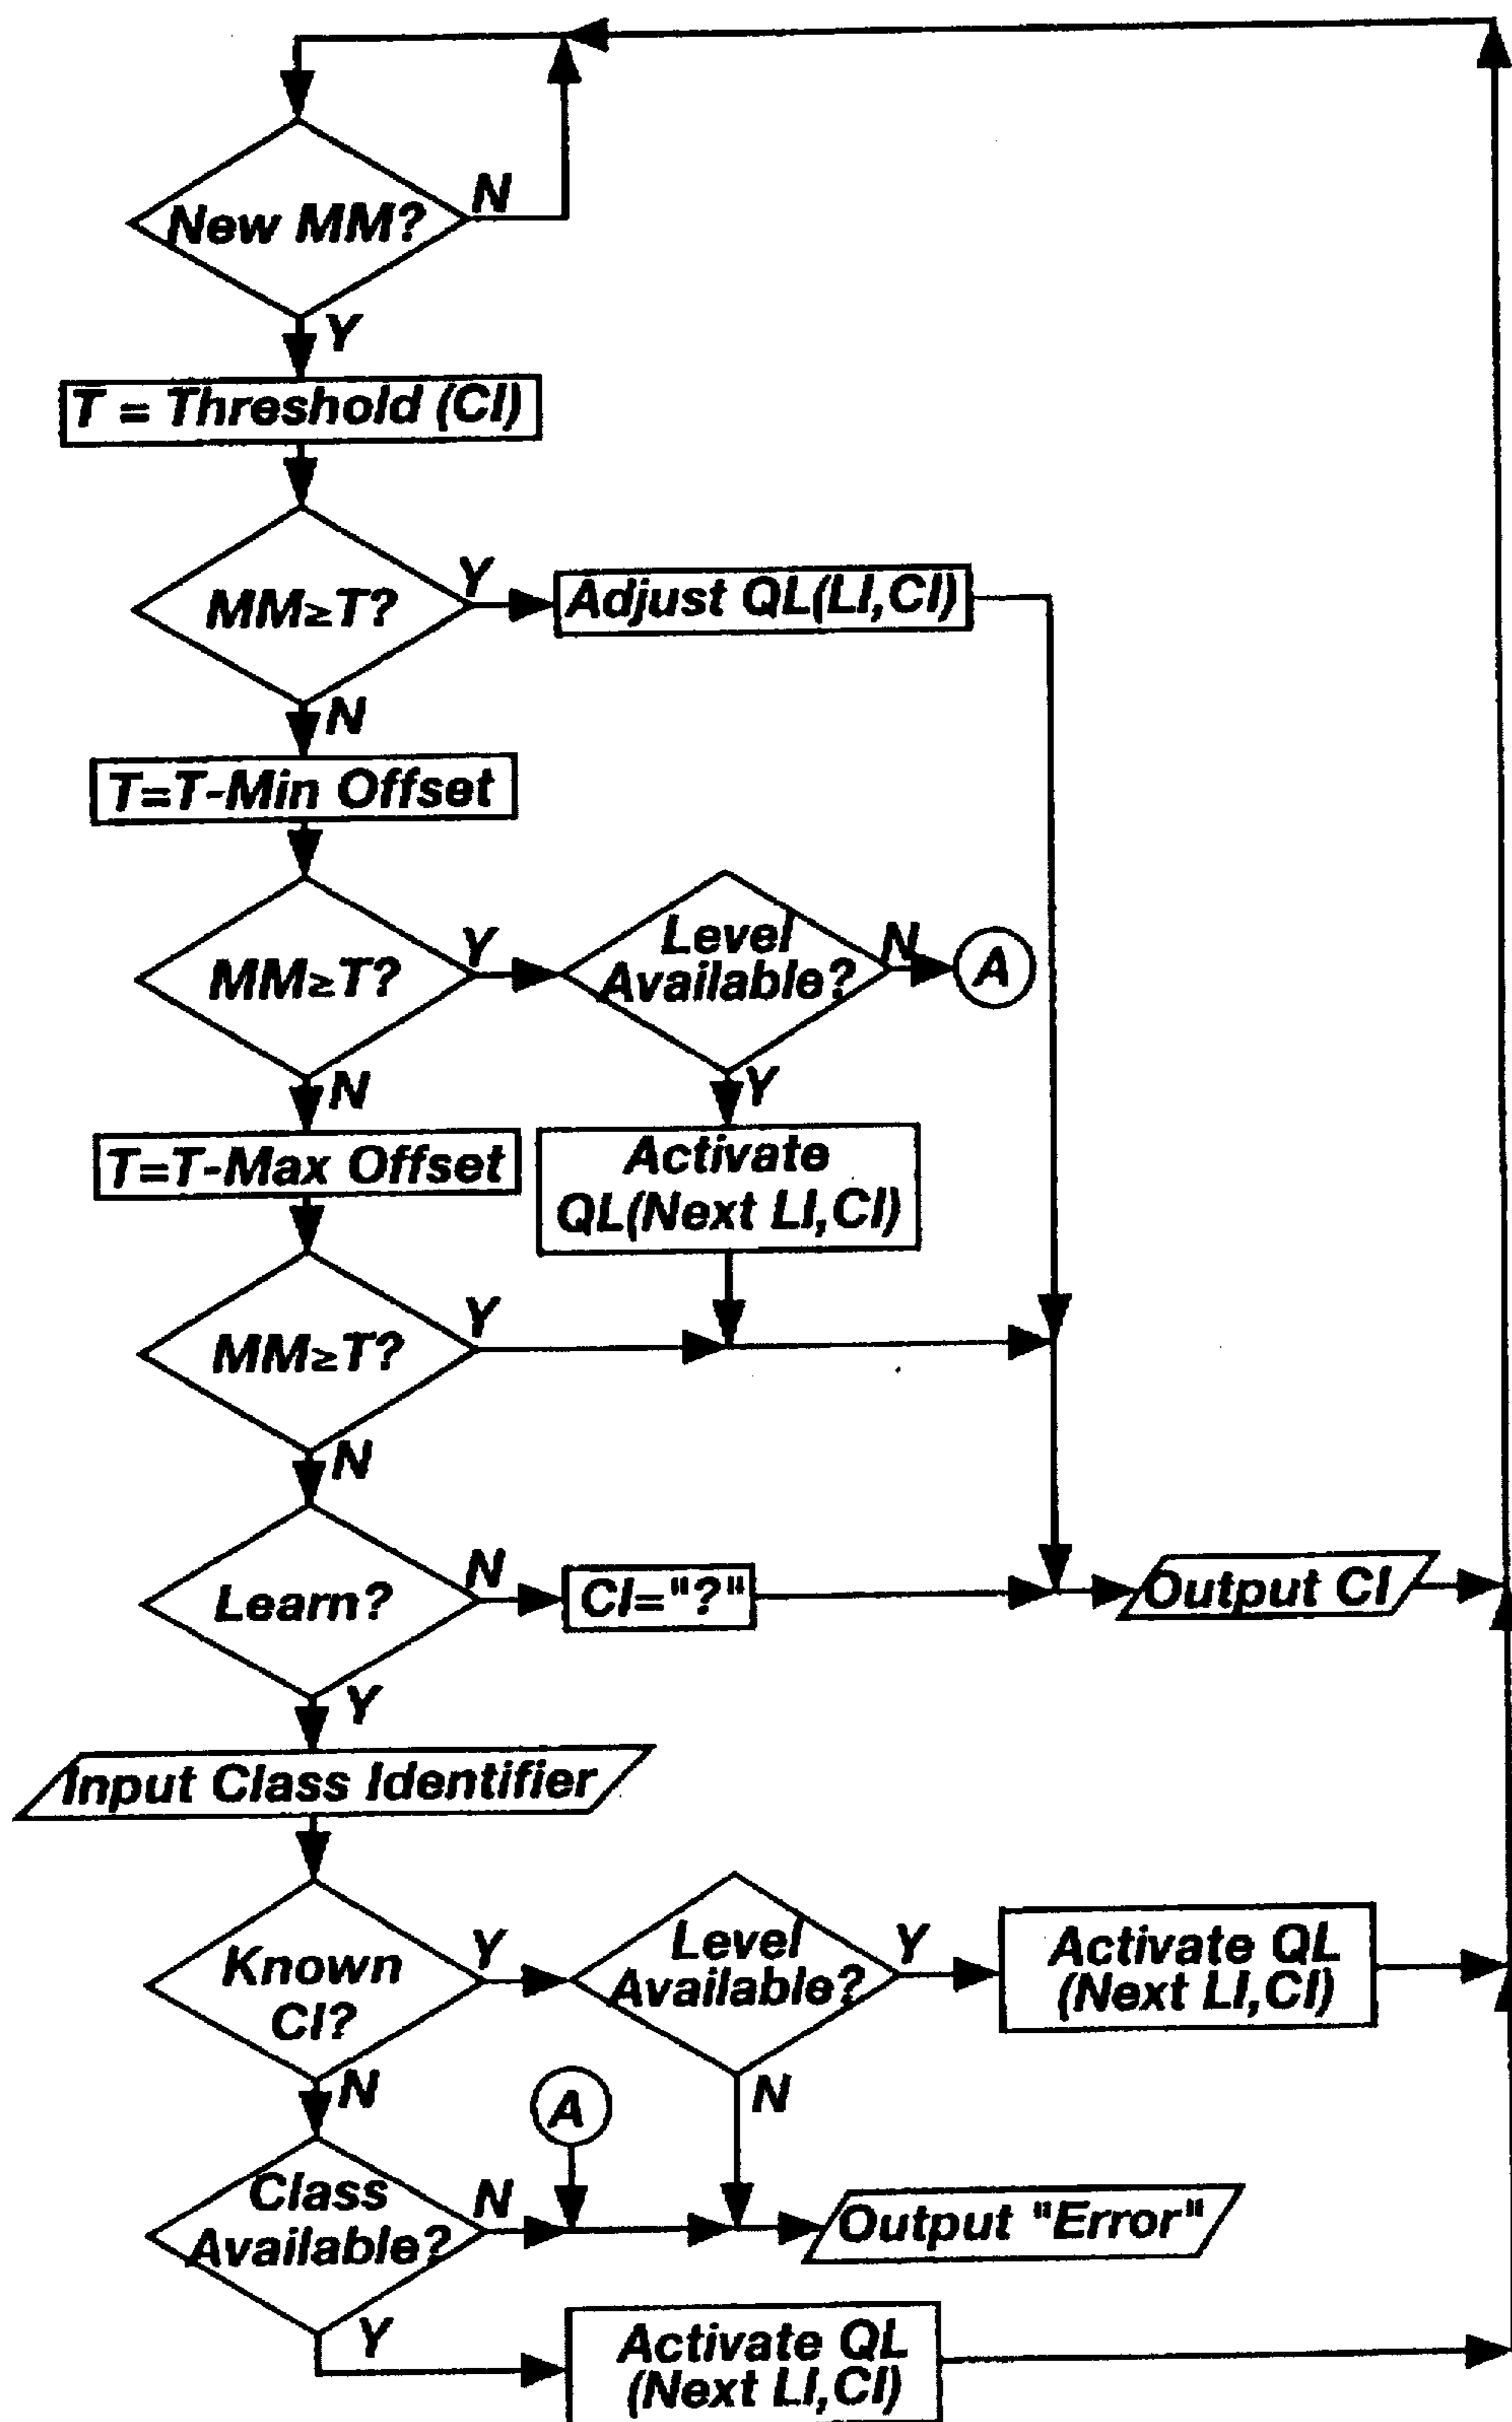 New MM?
N
Y
T = Threshold (CI)
MM≥T?
Y
Adjust QL(LI,CI)
N
T=T-Min Offset
MM≥T?
Y
Level
Available?
N
A
N
Y
T=T-Max Offset
Activate
QL(Next LI,CI)
MM≥T?
Y
N
Learn?
N
CI="?"
Output CI
Y
Input Class Identifier
Known
CI?
Y
Level
Available?
Y
Activate QL
(Next LI,CI)
N
A
N
Class
Available?
N
Output "Error"
Y
Activate QL
(Next LI,CI)